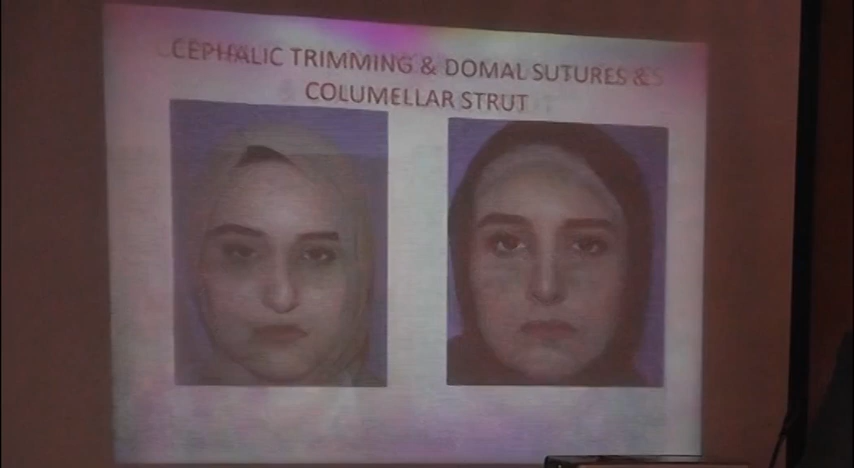 CEPHALIC TRIMMING & DOMAL SUTURES &
COLUMELLAR STRUT